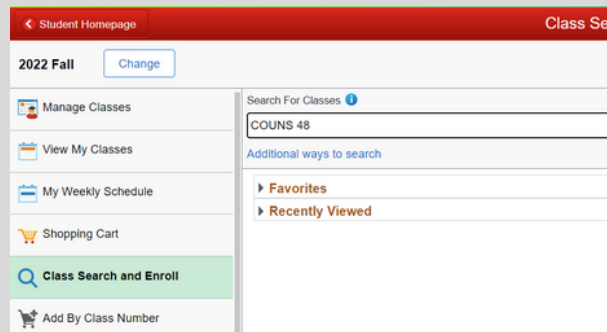 Student Homepage
Class Se
2022 Fall
Change
Manage Classes
View My Classes
My Weekly Schedule
Shopping Cart
Class Search and Enroll
Add By Class Number
Search For Classes
COUNS 48
Additional ways to search
Favorites
Recently Viewed